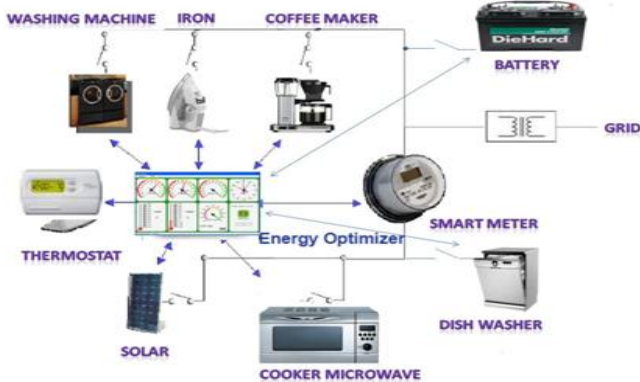 WASHING MACHINE
IRON
COFFEE MAKER
DieHard
BATTERY
GRID
THERMOSTAT
Energy Optimizer
SMART METER
SOLAR
COOKER MICROWAVE
DISH WASHER